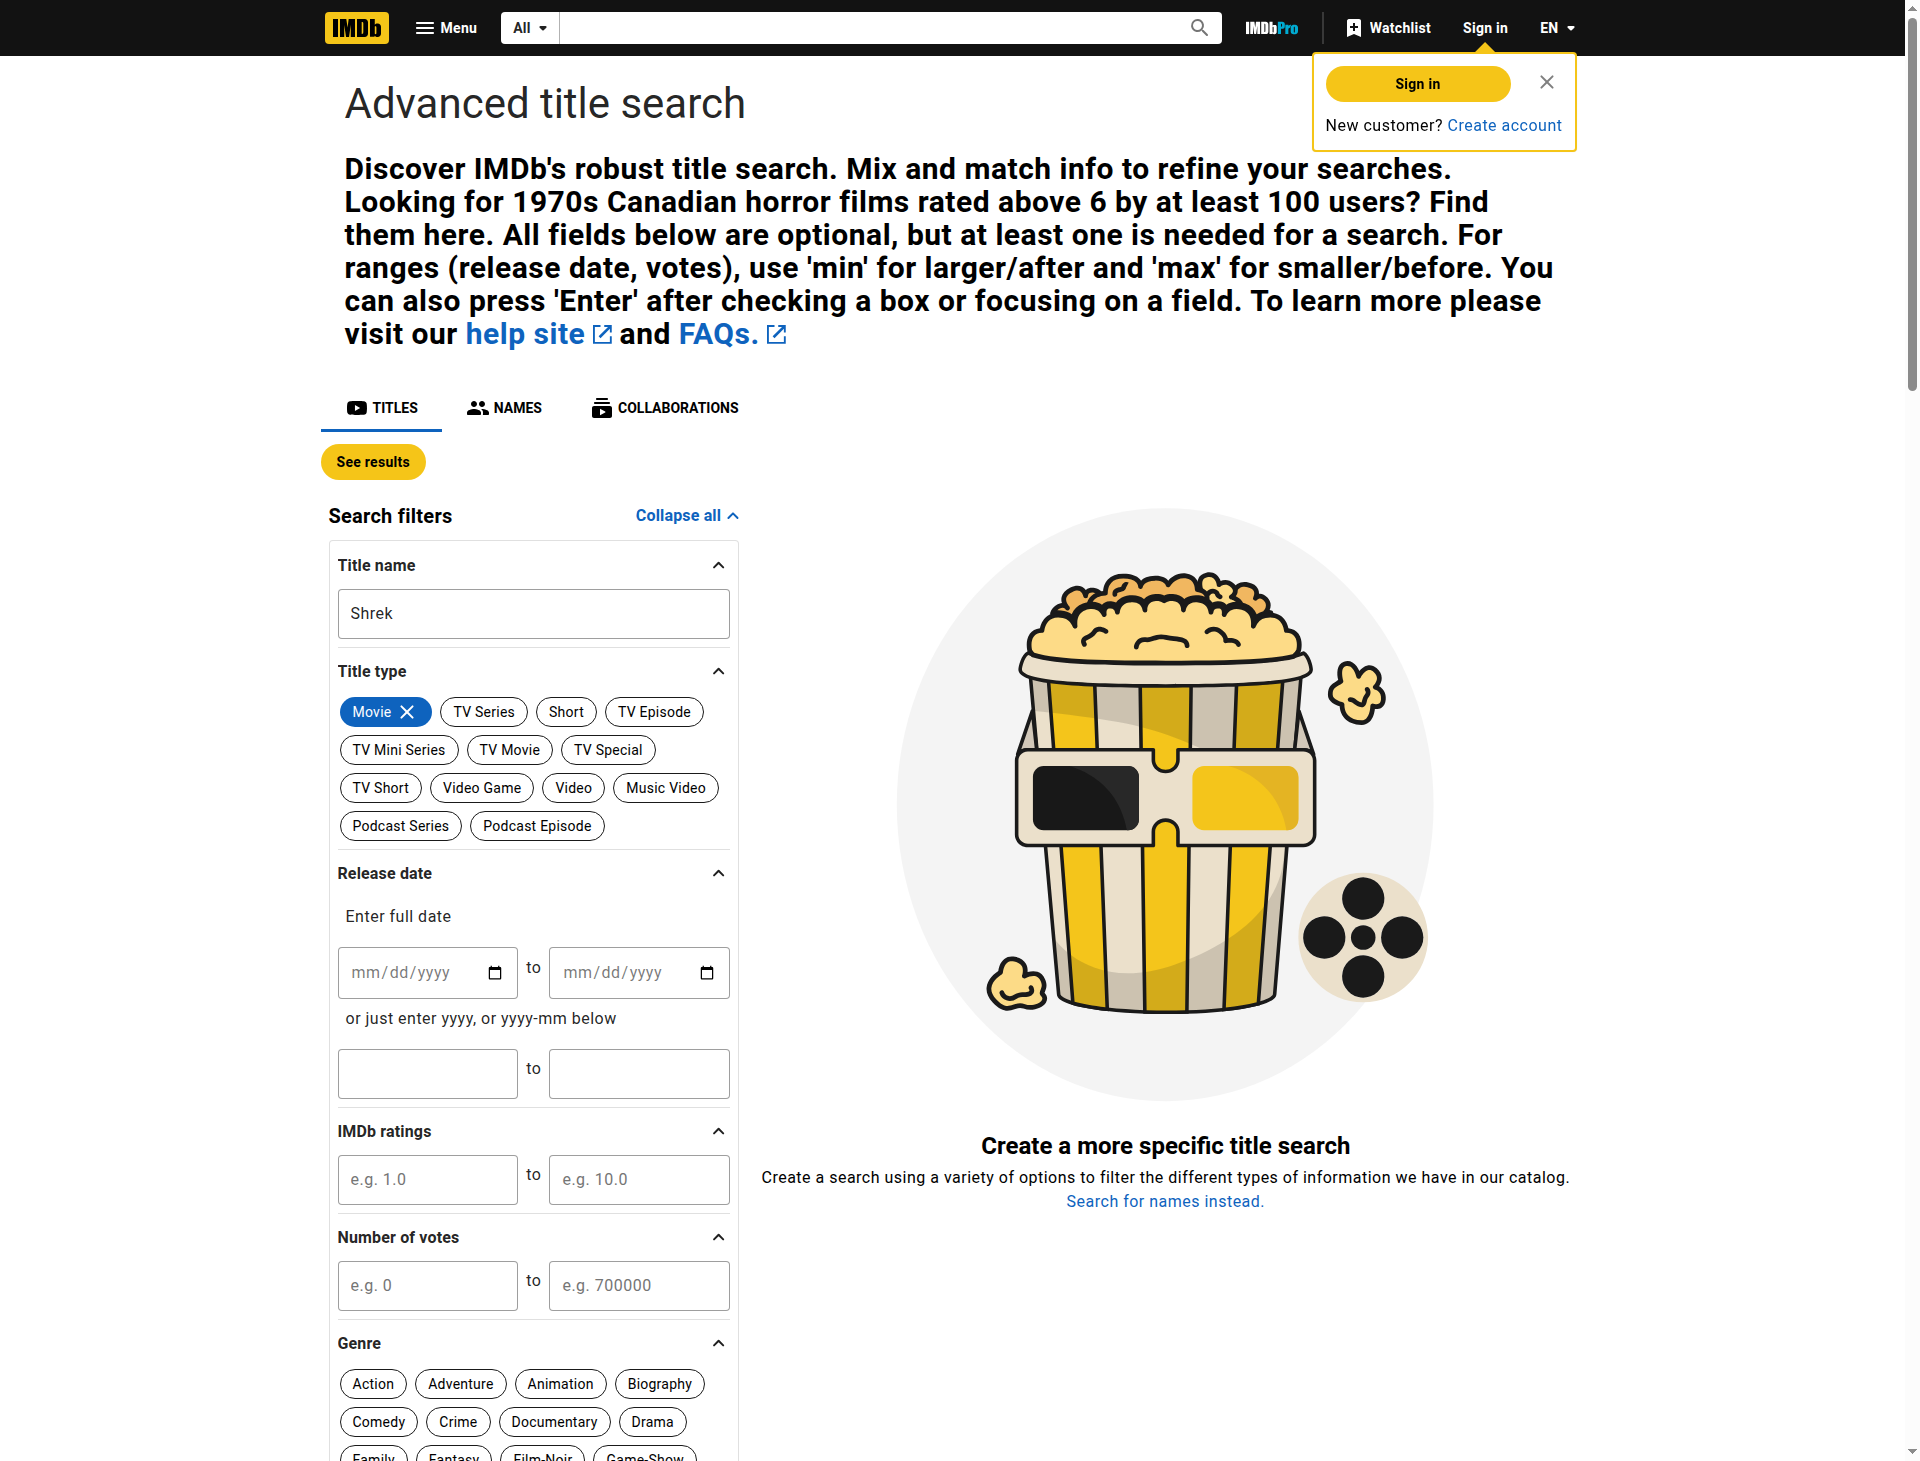 IMDb Menu All IMDbPro Watchlist Sign in EN
Sign in
New customer? Create account
Advanced title search
Discover IMDb's robust title search. Mix and match info to refine your searches.
Looking for 1970s Canadian horror films rated above 6 by at least 100 users? Find
them here. All fields below are optional, but at least one is needed for a search. For
ranges (release date, votes), use 'min' for larger/after and 'max' for smaller/before. You
can also press 'Enter' after checking a box or focusing on a field. To learn more please
visit our help site and FAQs.
TITLES NAMES COLLABORATIONS
See results
Search filters Collapse all
Title name
Shrek
Title type
Movie TV Series Short TV Episode
TV Mini Series TV Movie TV Special
TV Short Video Game Video Music Video
Podcast Series Podcast Episode
Release date
Enter full date
mm/dd/yyyy to mm/dd/yyyy
or just enter yyyy, or yyyy-mm below
to
IMDb ratings
e.g. 1.0 to e.g. 10.0
Number of votes
e.g. 0 to e.g. 700000
Genre
Action Adventure Animation Biography
Comedy Crime Documentary Drama
Family Fantasy Film-Noir Game-Show
Create a more specific title search
Create a search using a variety of options to filter the different types of information we have in our catalog.
Search for names instead.